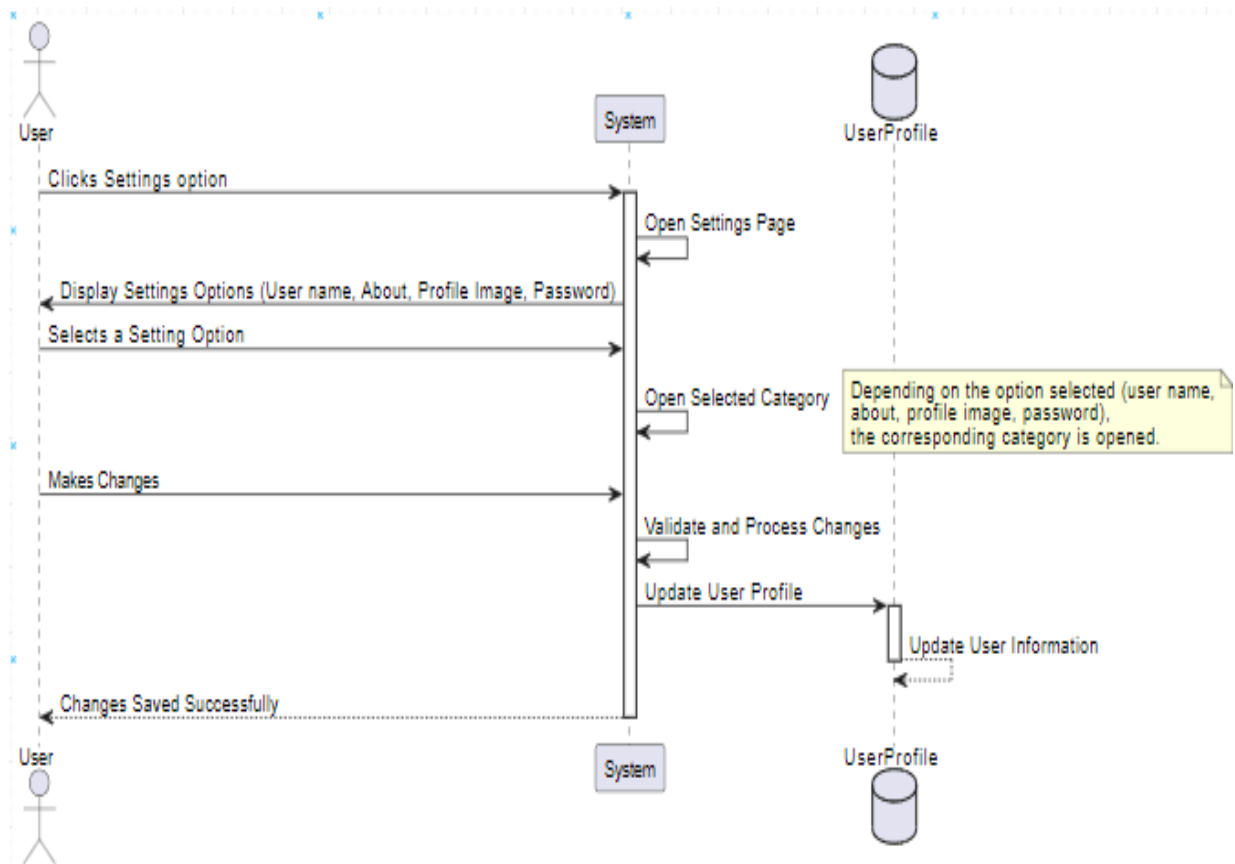 User
System
UserProfile
Clicks Settings option
Open Settings Page
Display Settings Options (User name, About, Profile Image, Password)
Selects a Setting Option
Open Selected Category
Depending on the option selected (user name,
about, profile image, password),
the corresponding category is opened.
Makes Changes
Validate and Process Changes
Update User Profile
Update User Information
Changes Saved Successfully
User
System
UserProfile